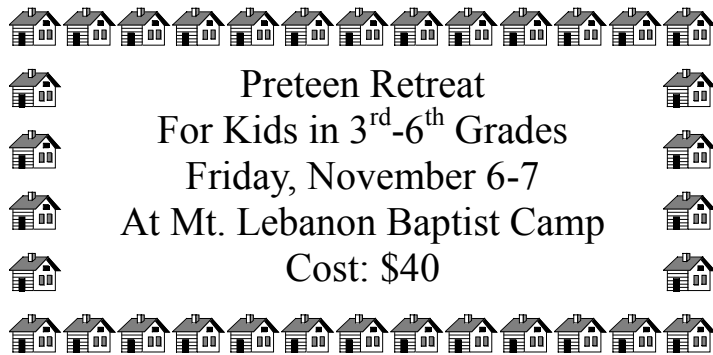 Preteen Retreat
For Kids in 3rd-6th Grades
Friday, November 6-7
At Mt. Lebanon Baptist Camp
Cost: $40